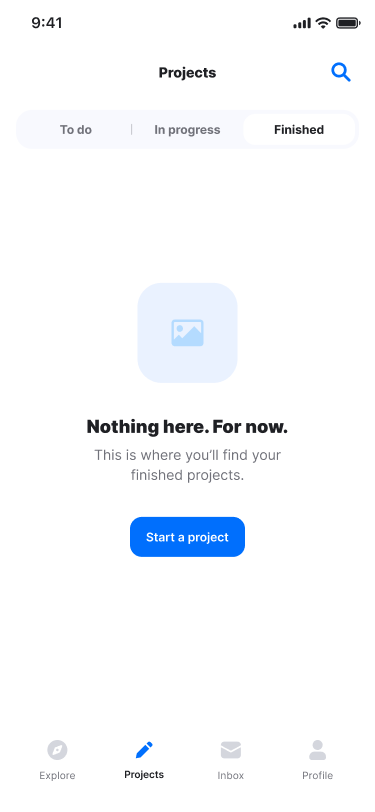 9:41
Projects
To do
In progress
Finished
Nothing here. For now.
This is where you’ll find your
finished projects.
Start a project
Explore
Projects
Inbox
Profile